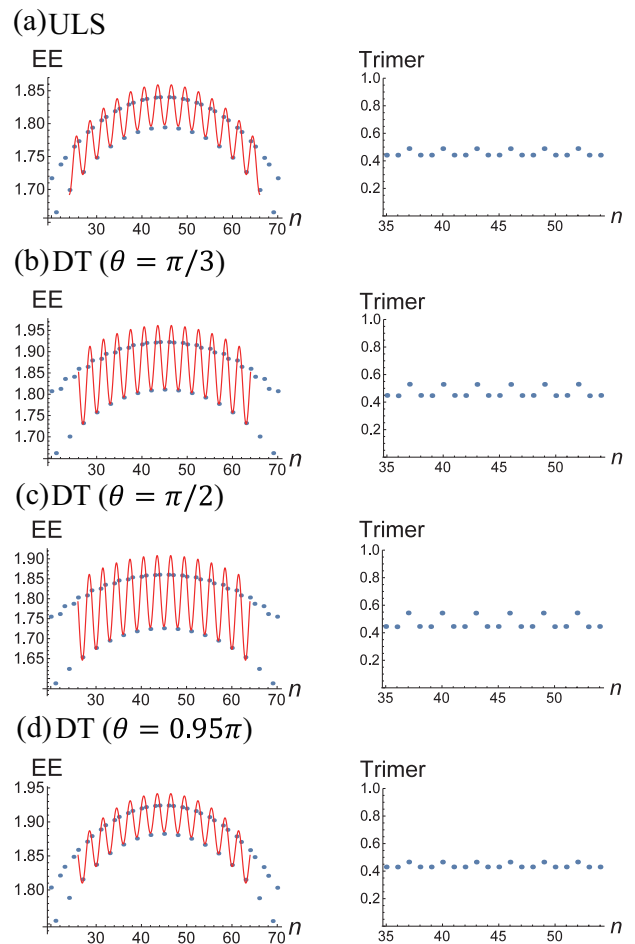 (a)ULS
EE
1.85
1.80
1.75
1.70
30 40 50 60 70 n
Trimer
1.0
0.8
0.6
0.4
0.2
35 40 45 50 n
(b)DT (θ = π/3)
EE
1.95
1.90
1.85
1.80
1.75
1.70
30 40 50 60 70 n
Trimer
1.0
0.8
0.6
0.4
0.2
35 40 45 50 n
(c)DT (θ = π/2)
EE
1.90
1.85
1.80
1.75
1.70
1.65
30 40 50 60 70 n
Trimer
1.0
0.8
0.6
0.4
0.2
35 40 45 50 n
(d)DT (θ = 0.95π)
EE
1.95
1.90
1.85
1.80
30 40 50 60 70 n
Trimer
1.0
0.8
0.6
0.4
0.2
35 40 45 50 n